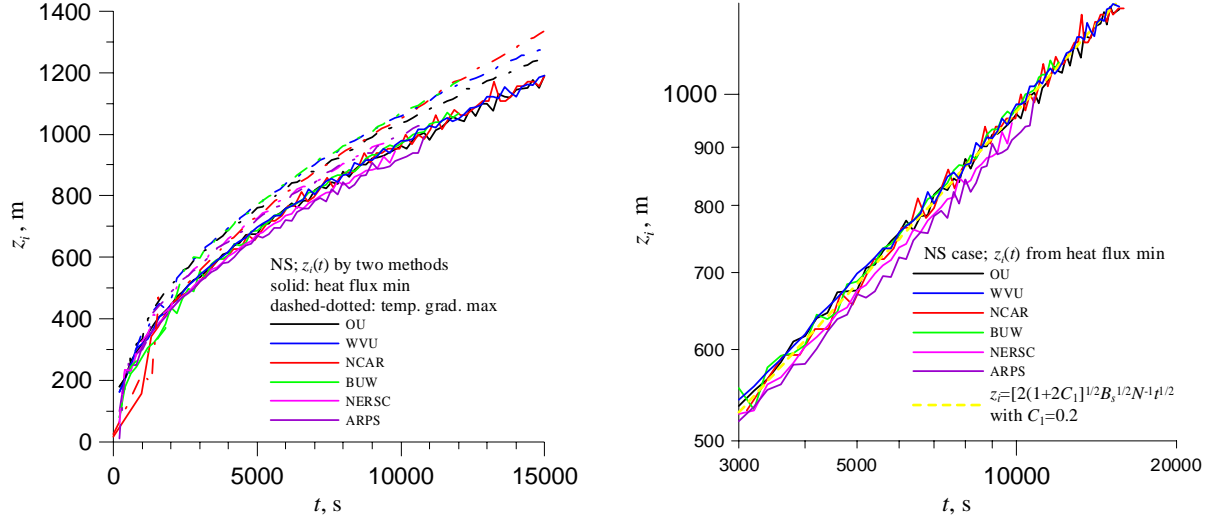 1400
1200
1000
800
600
400
200
0
z_i, m
NS; z_i(t) by two methods
solid: heat flux min
dashed-dotted: temp. grad. max
OU
WVU
NCAR
BUW
NERSC
ARPS
0
5000
10000
15000
t, s
1000
900
800
700
600
500
z_i, m
NS case; z_i(t) from heat flux min
OU
WVU
NCAR
BUW
NERSC
ARPS
z_i=[2(1+2C_1]^{1/2}B_s^{1/2}N^{-1}t^{1/2}
with C_1=0.2
3000
5000
10000
20000
t, s